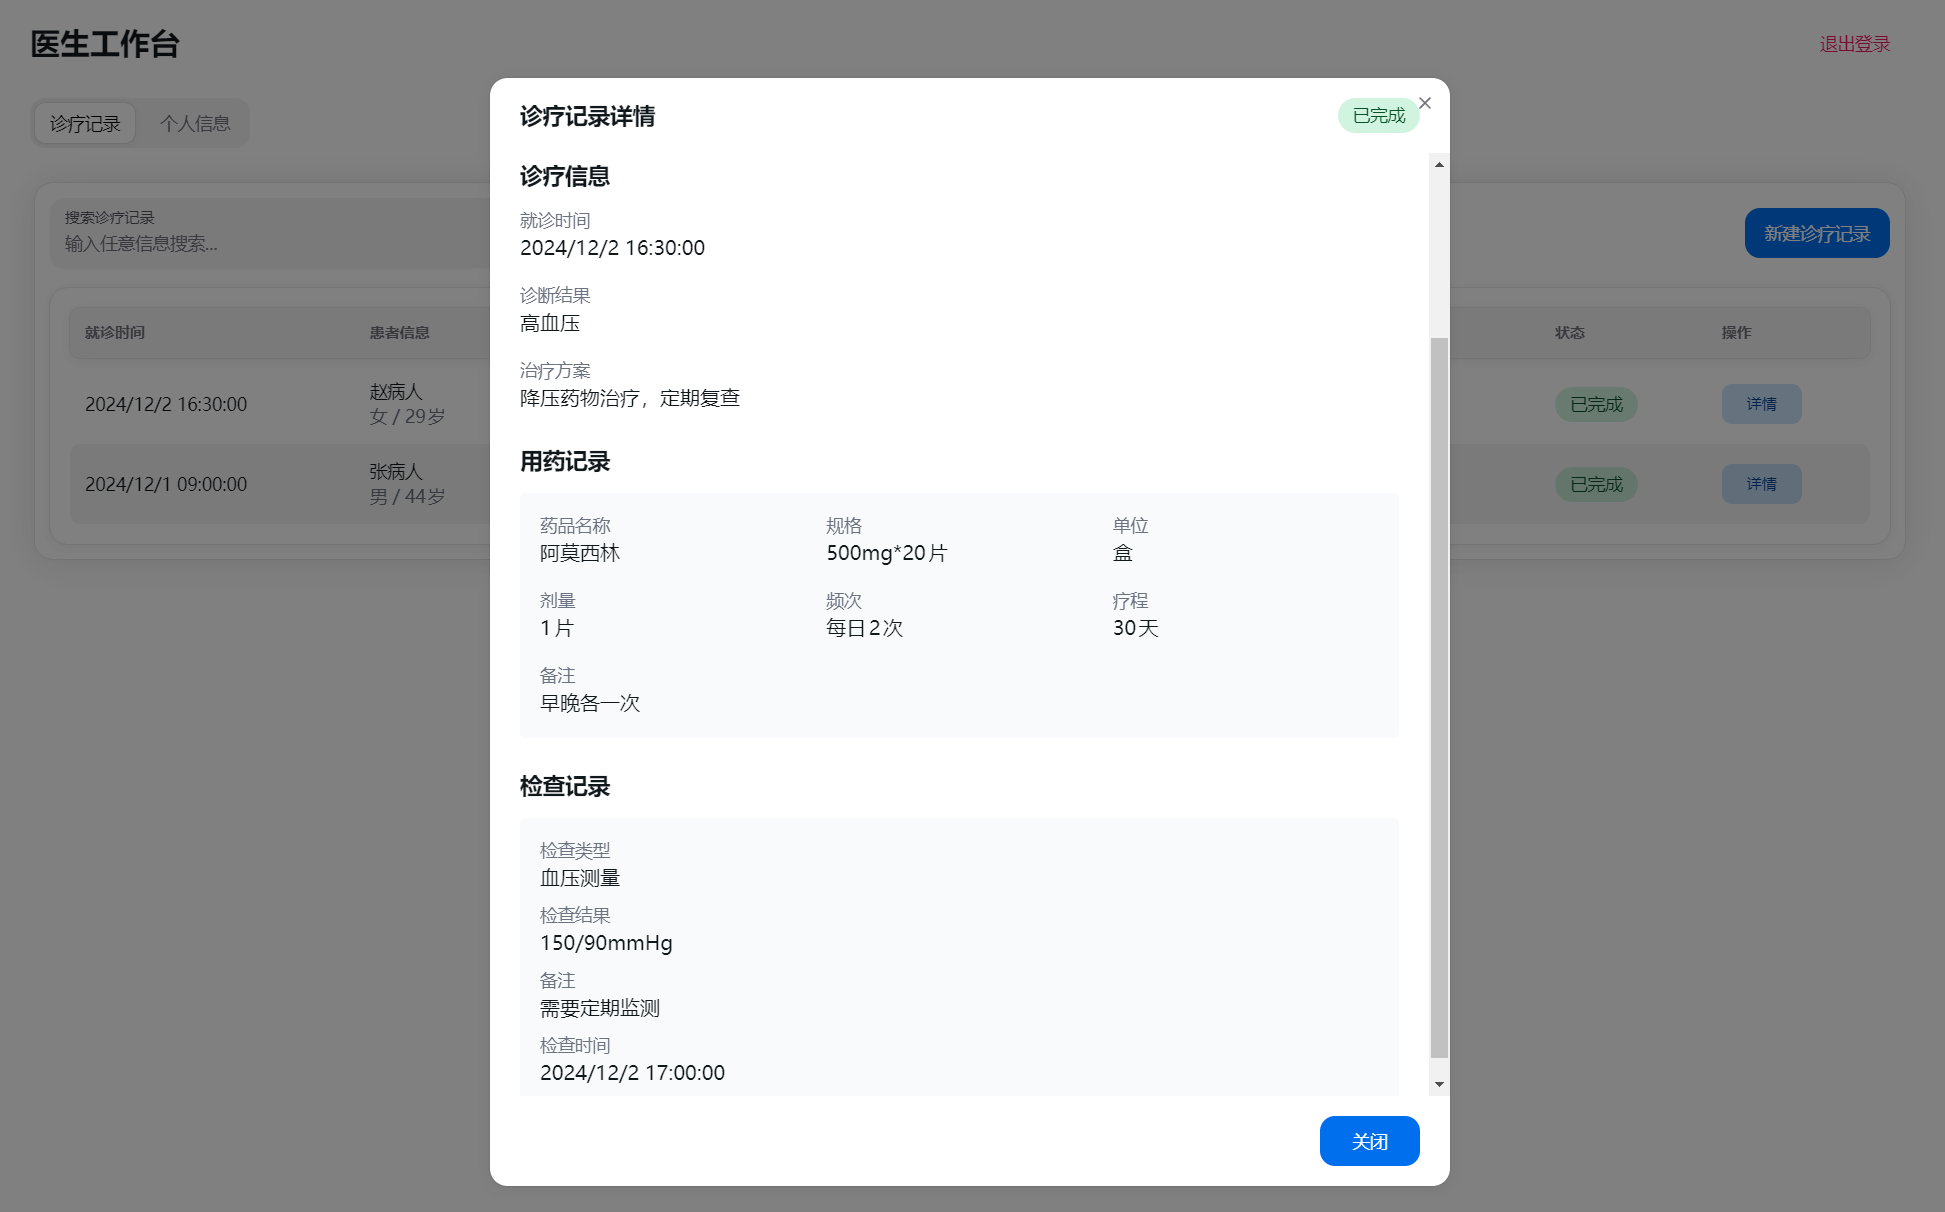 医生工作台
退出登录
诊疗记录
个人信息
搜索诊疗记录
输入任意信息搜索...
新建诊疗记录
就诊时间
患者信息
状态
操作
2024/12/2 16:30:00
赵病人
女 / 29岁
已完成
详情
2024/12/1 09:00:00
张病人
男 / 44岁
已完成
详情
诊疗记录详情
已完成
诊疗信息
就诊时间
2024/12/2 16:30:00
诊断结果
高血压
治疗方案
降压药物治疗，定期复查
用药记录
药品名称
阿莫西林
规格
500mg*20片
单位
盒
剂量
1片
频次
每日2次
疗程
30天
备注
早晚各一次
检查记录
检查类型
血压测量
检查结果
150/90mmHg
备注
需要定期监测
检查时间
2024/12/2 17:00:00
关闭